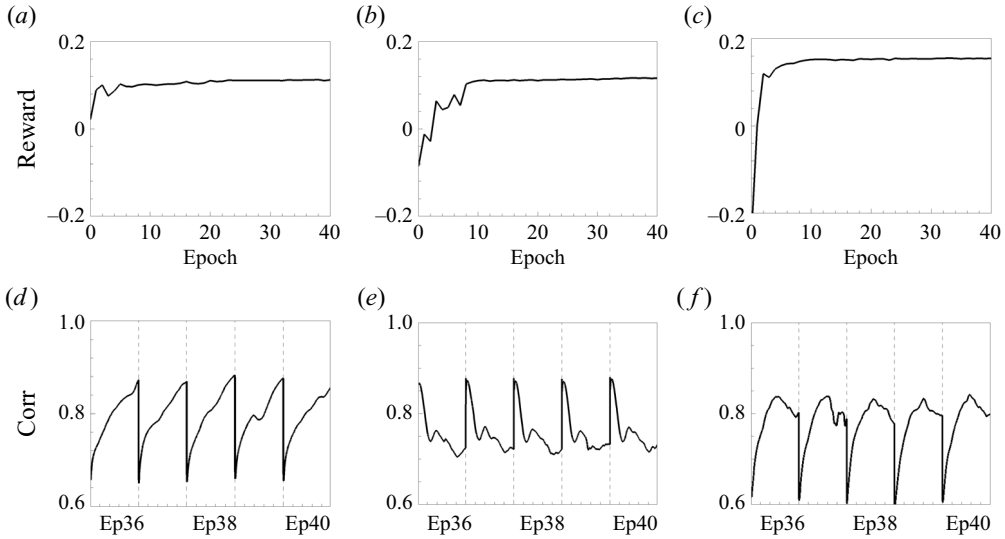 (a) (b) (c)
0.2 0.2 0.2
Reward 0 0 0
–0.2 –0.2 –0.2
0 10 20 30 40 0 10 20 30 40 0 10 20 30 40
Epoch Epoch Epoch
(d) (e) (f)
1.0 1.0 1.0
Corr 0.8 0.8 0.8
0.6 0.6 0.6
Ep36 Ep38 Ep40 Ep36 Ep38 Ep40 Ep36 Ep38 Ep40